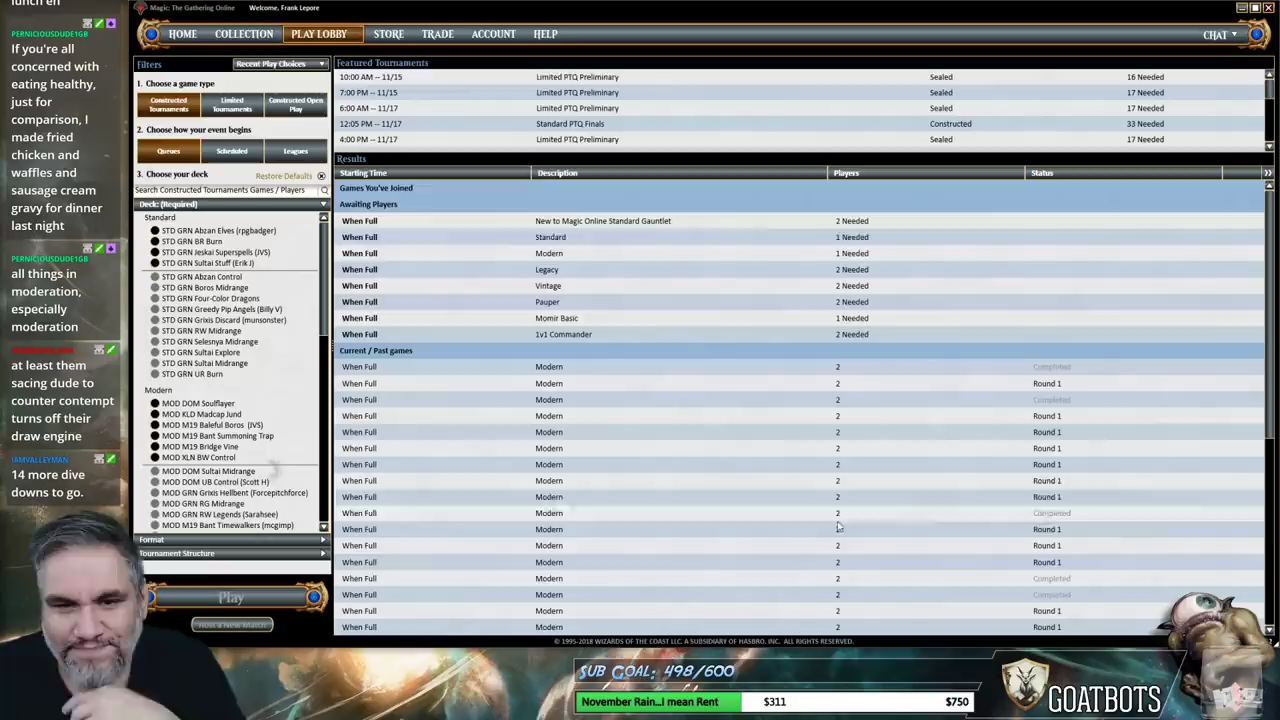 lunch eh
PERNICIOUSDUDE1GB
If you're all
concerned with
eating healthy,
just for
comparison, I
made fried
chicken and
waffles and
sausage cream
gravy for dinner
last night
PERNICIOUSDUDE1GB
all things in
moderation,
especially
moderation
at least them
sacing dude to
counter contempt
turns off their
draw engine
IAMVALLEYMAN
14 more dive
downs to go.
Magic: The Gathering Online Welcome, Frank Lepore
HOME COLLECTION PLAY LOBBY STORE TRADE ACCOUNT HELP CHAT
Filters Recent Play Choices
1. Choose a game type
Constructed Tournaments Limited Tournaments Constructed Open Play
2. Choose how your event begins
Queues Scheduled Leagues
3. Choose your deck Restore Defaults
Search Constructed Tournaments Games / Players
Deck: (Required)
Standard
STD GRN Abzan Elves (rpgbadger)
STD GRN BR Burn
STD GRN Jeskai Superspells (JVS)
STD GRN Sultai Stuff (Erik J)
STD GRN Abzan Control
STD GRN Boros Midrange
STD GRN Four-Color Dragons
STD GRN Greedy Pip Angels (Billy V)
STD GRN Grixis Discard (munsonster)
STD GRN RW Midrange
STD GRN Selesnya Midrange
STD GRN Sultai Explore
STD GRN Sultai Midrange
STD GRN UR Burn
Modern
MOD DOM Soulflayer
MOD KLD Madcap Jund
MOD M19 Baleful Boros (JVS)
MOD M19 Bant Summoning Trap
MOD M19 Bridge Vine
MOD XLN BW Control
MOD DOM Sultai Midrange
MOD DOM UB Control (Scott H)
MOD GRN Grixis Hellbent (Forcepitchforce)
MOD GRN RG Midrange
MOD GRN RW Legends (Sarahsee)
MOD M19 Bant Timewalkers (mcgimp)
Format
Tournament Structure
Play
Host a New Match
Featured Tournaments
10:00 AM -- 11/15 Limited PTQ Preliminary Sealed 16 Needed
7:00 PM -- 11/15 Limited PTQ Preliminary Sealed 17 Needed
6:00 AM -- 11/17 Limited PTQ Preliminary Sealed 17 Needed
12:05 PM -- 11/17 Standard PTQ Finals Constructed 33 Needed
4:00 PM -- 11/17 Limited PTQ Preliminary Sealed 17 Needed
Results
Starting Time Description Players Status
Games You've Joined
Awaiting Players
When Full New to Magic Online Standard Gauntlet 2 Needed
When Full Standard 1 Needed
When Full Modern 1 Needed
When Full Legacy 2 Needed
When Full Vintage 2 Needed
When Full Pauper 2 Needed
When Full Momir Basic 1 Needed
When Full 1v1 Commander 2 Needed
Current / Past games
When Full Modern 2 Completed
When Full Modern 2 Round 1
When Full Modern 2 Completed
When Full Modern 2 Round 1
When Full Modern 2 Round 1
When Full Modern 2 Round 1
When Full Modern 2 Round 1
When Full Modern 2 Round 1
When Full Modern 2 Round 1
When Full Modern 2 Completed
When Full Modern Round 1
When Full Modern 2 Round 1
When Full Modern 2 Round 1
When Full Modern 2 Completed
When Full Modern 2 Completed
When Full Modern 2 Round 1
When Full Modern 2 Round 1
© 1995-2018 WIZARDS OF THE COAST LLC, A SUBSIDIARY OF HASBRO, INC. ALL RIGHTS RESERVED.
SUB GOAL: 498/600
November Rain...I mean Rent $311 $750
GOATBOTS